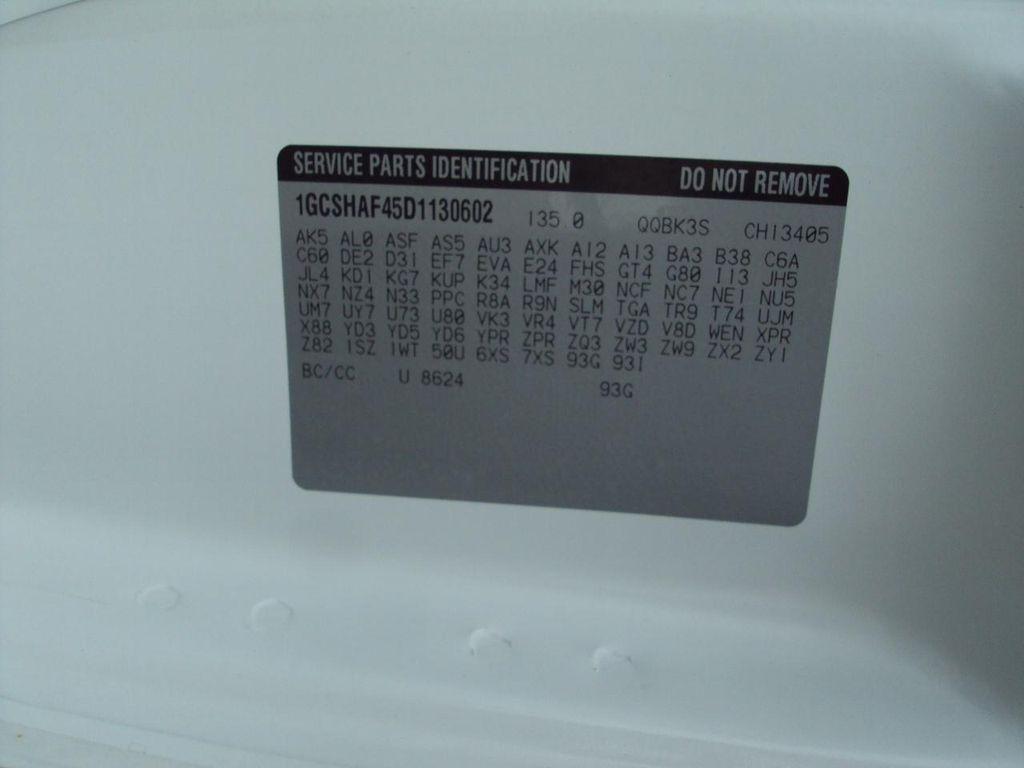 SERVICE PARTS IDENTIFICATION DO NOT REMOVE
1GCSHAF45D1130602 135.0 QQBK3S CH13405
AK5 AL0 ASF AS5 AU3 AXK A12 A13 BA3 B38 C6A
C60 DE2 D31 EF7 EVA E24 FHS GT4 G80 I13 JH5
JL4 KD1 KG7 KUP K34 LMF M30 NCF NC7 NE1 NU5
NX7 NZ4 N33 PPC R8A R9N SLM TGA TR9 T74 UJM
UM7 UY7 U73 U80 VK3 VR4 VT7 VZD V8D WEN XPR
X88 YD3 YD5 YD6 YPR ZPR ZQ3 ZW3 ZW9 ZX2 ZY1
Z82 1SZ 1WT 50U 6XS 7XS 93G 93I
BC/CC U 8624 93G